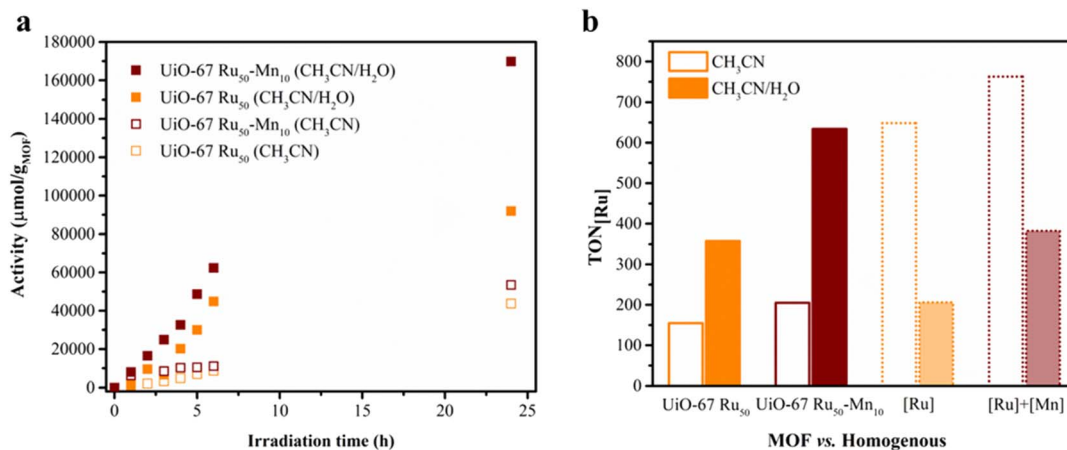 a
180000
160000
140000
120000
100000
80000
60000
40000
20000
0
Activity (μmol/gMOF)
UiO-67 Ru₅₀-Mn₁₀ (CH₃CN/H₂O)
UiO-67 Ru₅₀ (CH₃CN/H₂O)
UiO-67 Ru₅₀-Mn₁₀ (CH₃CN)
UiO-67 Ru₅₀ (CH₃CN)
0 5 10 15 20 25
Irradiation time (h)
b
800
700
600
500
400
300
200
100
0
TON[Ru]
CH₃CN
CH₃CN/H₂O
UiO-67 Ru₅₀ UiO-67 Ru₅₀-Mn₁₀ [Ru] [Ru]+[Mn]
MOF vs. Homogenous